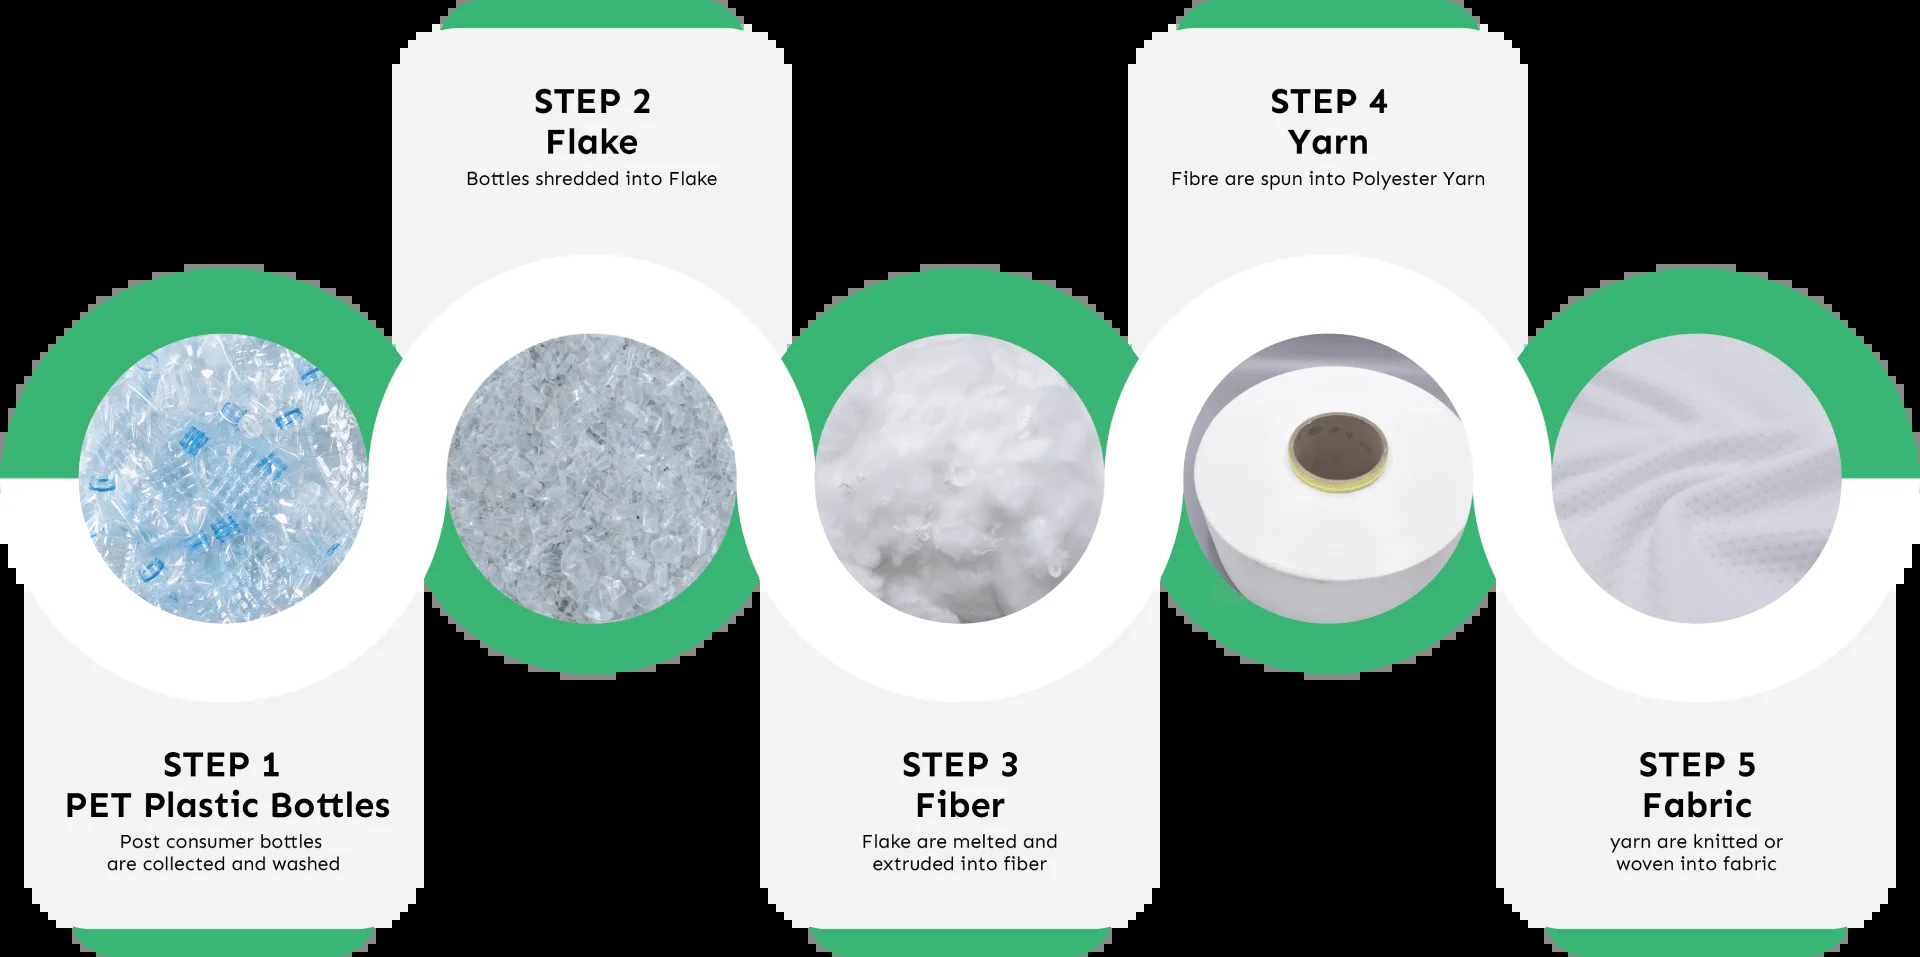 STEP 1
PET Plastic Bottles
Post consumer bottles
are collected and washed
STEP 2
Flake
Bottles shredded into Flake
STEP 3
Fiber
Flake are melted and
extruded into fiber
STEP 4
Yarn
Fibre are spun into Polyester Yarn
STEP 5
Fabric
yarn are knitted or
woven into fabric